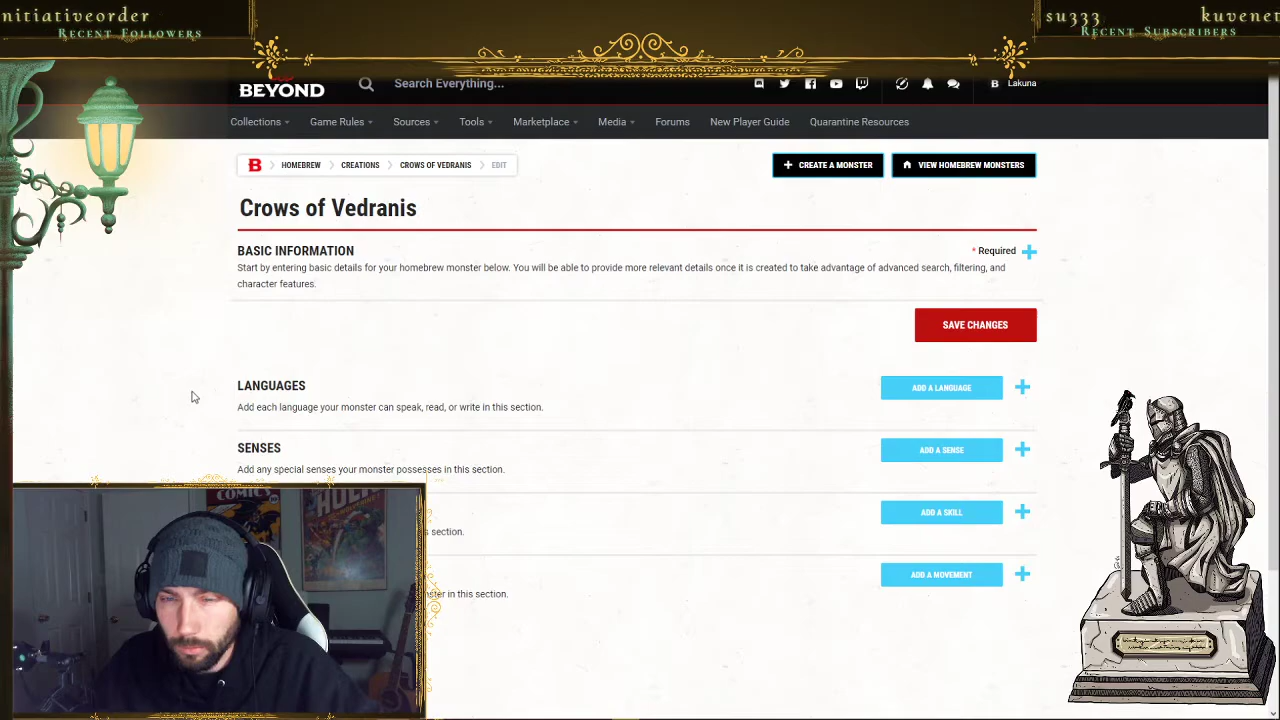 nitiativeorder
Recent Followers
su333 kuvenet
Recent Subscribers
BEYOND
Search Everything...
B Lakuna
Collections
Game Rules
Sources
Tools
Marketplace
Media
Forums
New Player Guide
Quarantine Resources
B HOMEBREW CREATIONS CROWS OF VEDRANIS EDIT
+ CREATE A MONSTER
VIEW HOMEBREW MONSTERS
Crows of Vedranis
BASIC INFORMATION
* Required
Start by entering basic details for your homebrew monster below. You will be able to provide more relevant details once it is created to take advantage of advanced search, filtering, and
character features.
SAVE CHANGES
LANGUAGES
ADD A LANGUAGE
Add each language your monster can speak, read, or write in this section.
SENSES
ADD A SENSE
Add any special senses your monster possesses in this section.
ADD A SKILL
s section.
ADD A MOVEMENT
nster in this section.
COMICS